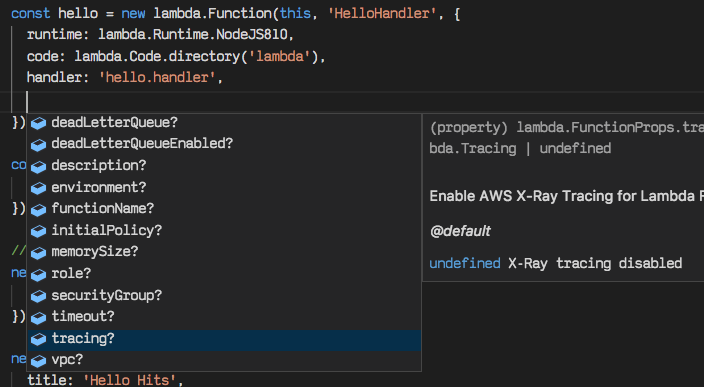 const hello = new lambda.Function(this, 'HelloHandler', {
runtime: lambda.Runtime.NodeJS810,
code: lambda.Code.directory('lambda'),
handler: 'hello.handler',
})
deadLetterQueue?
(property) lambda.FunctionProps.tra
deadLetterQueueEnabled?
bda.Tracing | undefined
co
description?
environment?
Enable AWS X-Ray Tracing for Lambda F
})
functionName?
initialPolicy?
@default
//
memorySize?
undefined X-Ray tracing disabled
ne
role?
securityGroup?
})
timeout?
tracing?
ne
vpc?
title: 'Hello Hits',